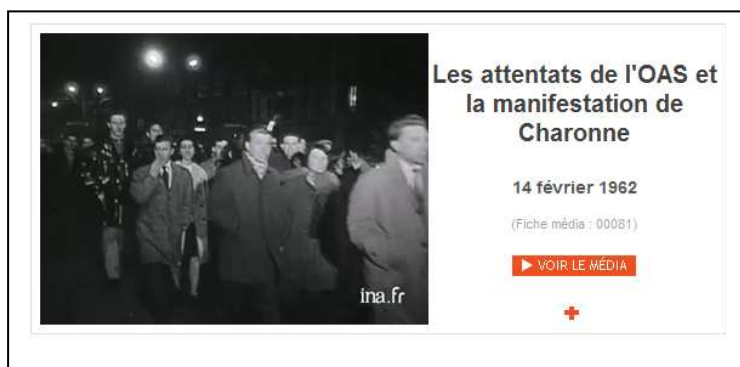 Les attentats de l'OAS et
la manifestation de
Charonne
14 février 1962
(Fiche média : 00081)
VOIR LE MÉDIA
ina.fr